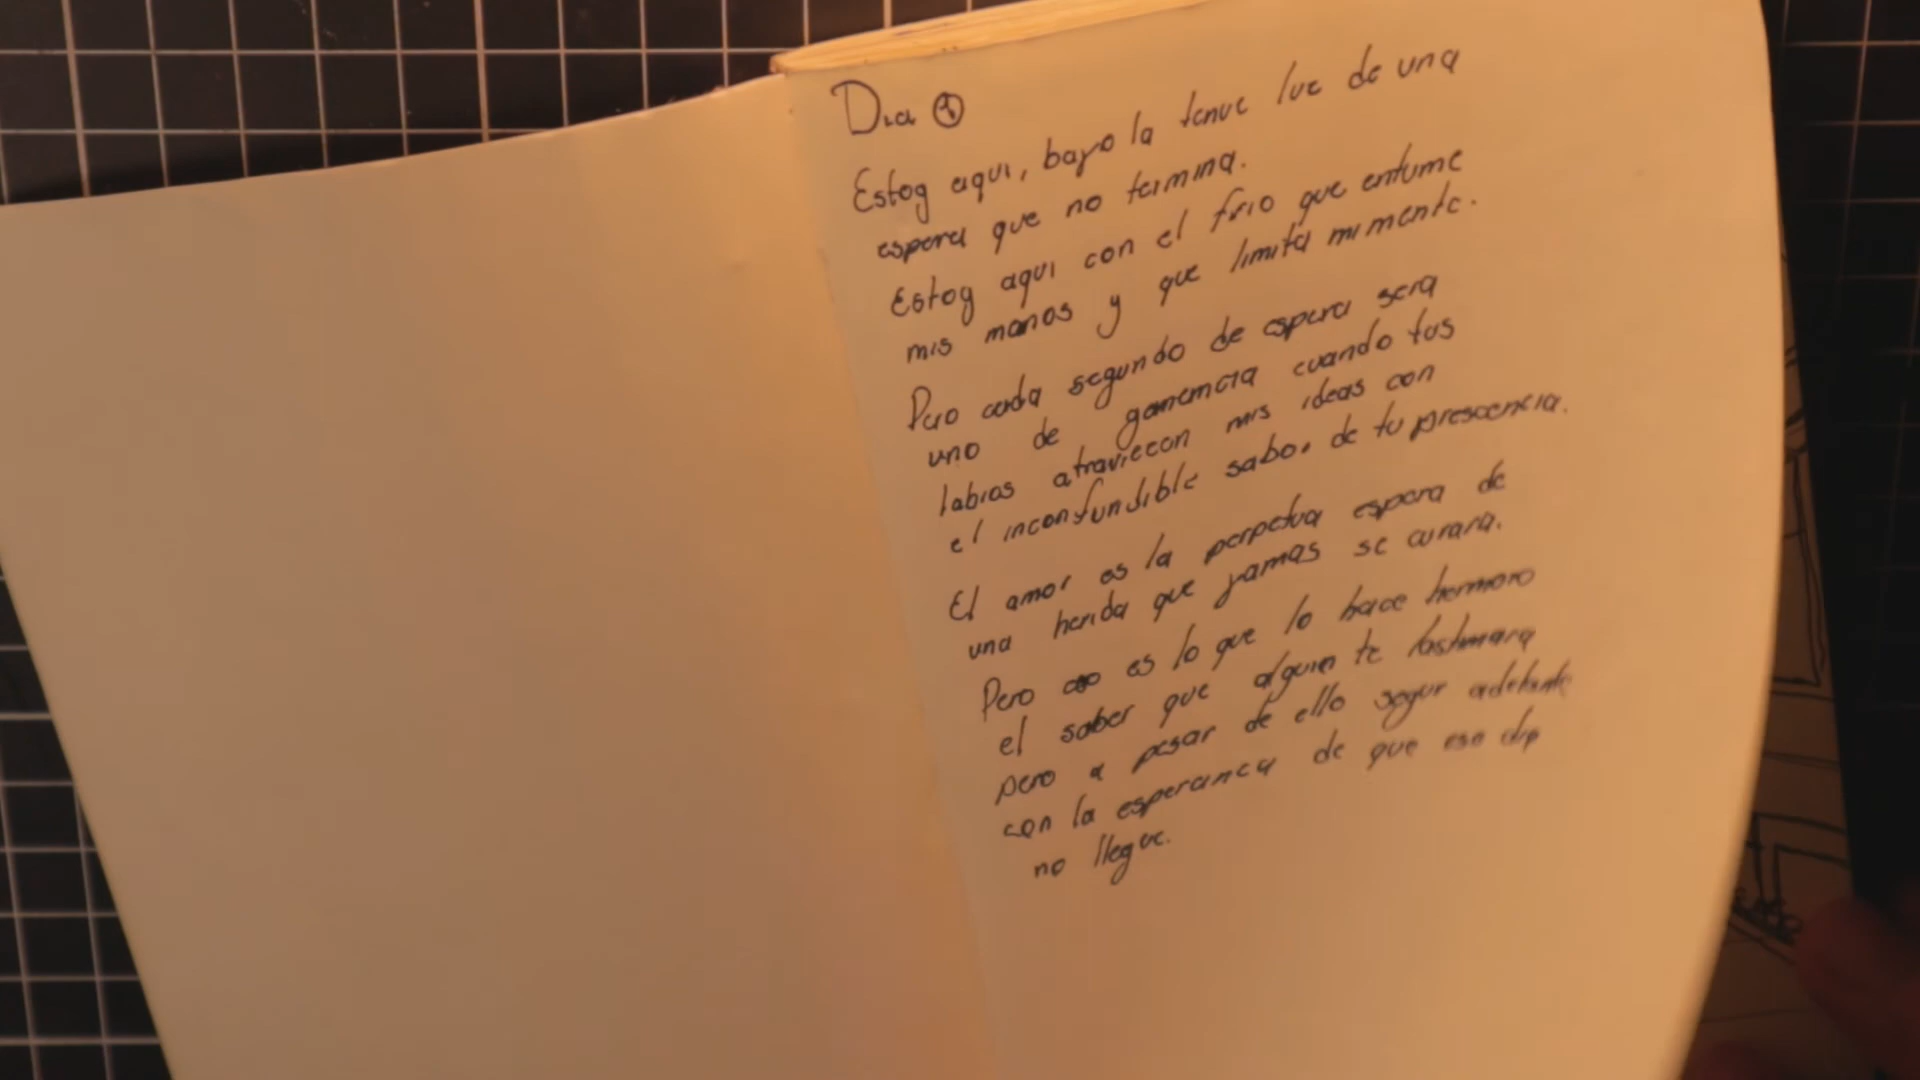 Dia ①
Estoy aqui, bajo la tenue luz de una
espera que no termina.
Estoy aqui con el frio que entume
mis manos y que limita mi mente.
Pero cada segundo de espera sera
uno de ganancia cuando tus
labios atraviecen mis ideas con
el inconfundible sabor de tu prescencia.
El amor es la perpetua espera de
una herida que jamas se curara.
Pero es lo que lo hace hermoso
el saber que alguien te lastimara
pero a pesar de ello seguir adelante
con la esperanza de que ese dia
no llegue.